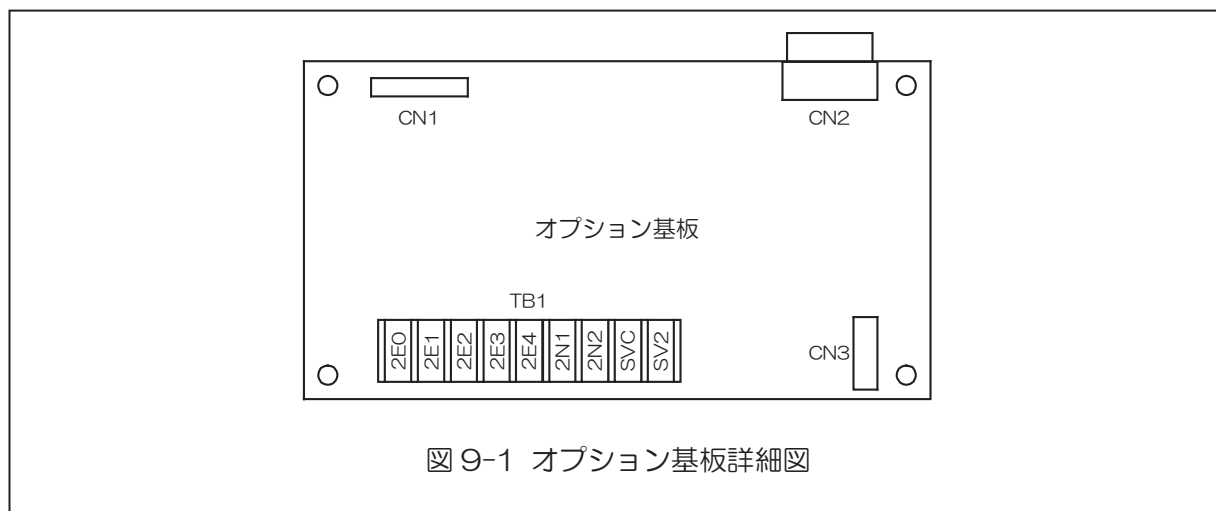 CN1
CN2
オプション基板
TB1
2E0
2E1
2E2
2E3
2E4
2N1
2N2
SVC
SV2
CN3
図 9-1 オプション基板詳細図